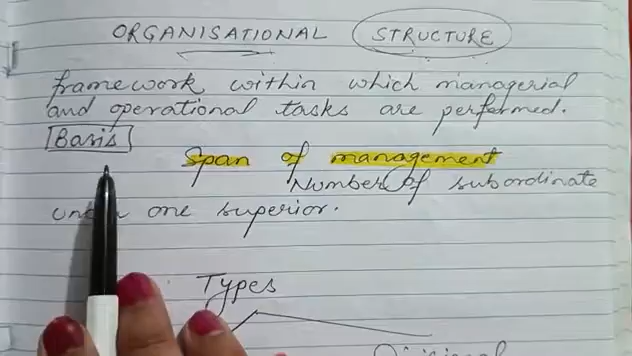 ORGANISATIONAL STRUCTURE
framework within which managerial
and operational tasks are performed.
Basis
Span of management
Number of subordinate
under one superior.
Types